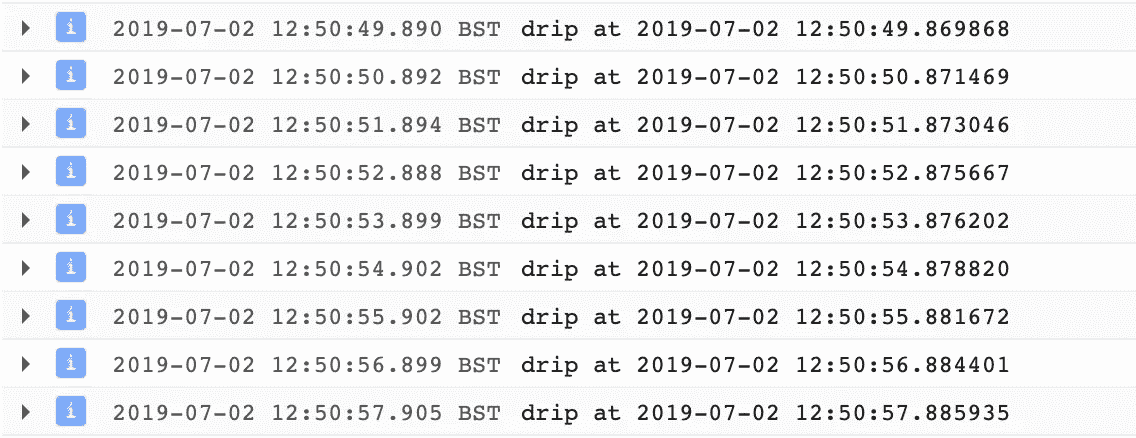 i 2019-07-02 12:50:49.890 BST drip at 2019-07-02 12:50:49.869868
i 2019-07-02 12:50:50.892 BST drip at 2019-07-02 12:50:50.871469
i 2019-07-02 12:50:51.894 BST drip at 2019-07-02 12:50:51.873046
i 2019-07-02 12:50:52.888 BST drip at 2019-07-02 12:50:52.875667
i 2019-07-02 12:50:53.899 BST drip at 2019-07-02 12:50:53.876202
i 2019-07-02 12:50:54.902 BST drip at 2019-07-02 12:50:54.878820
i 2019-07-02 12:50:55.902 BST drip at 2019-07-02 12:50:55.881672
i 2019-07-02 12:50:56.899 BST drip at 2019-07-02 12:50:56.884401
i 2019-07-02 12:50:57.905 BST drip at 2019-07-02 12:50:57.885935